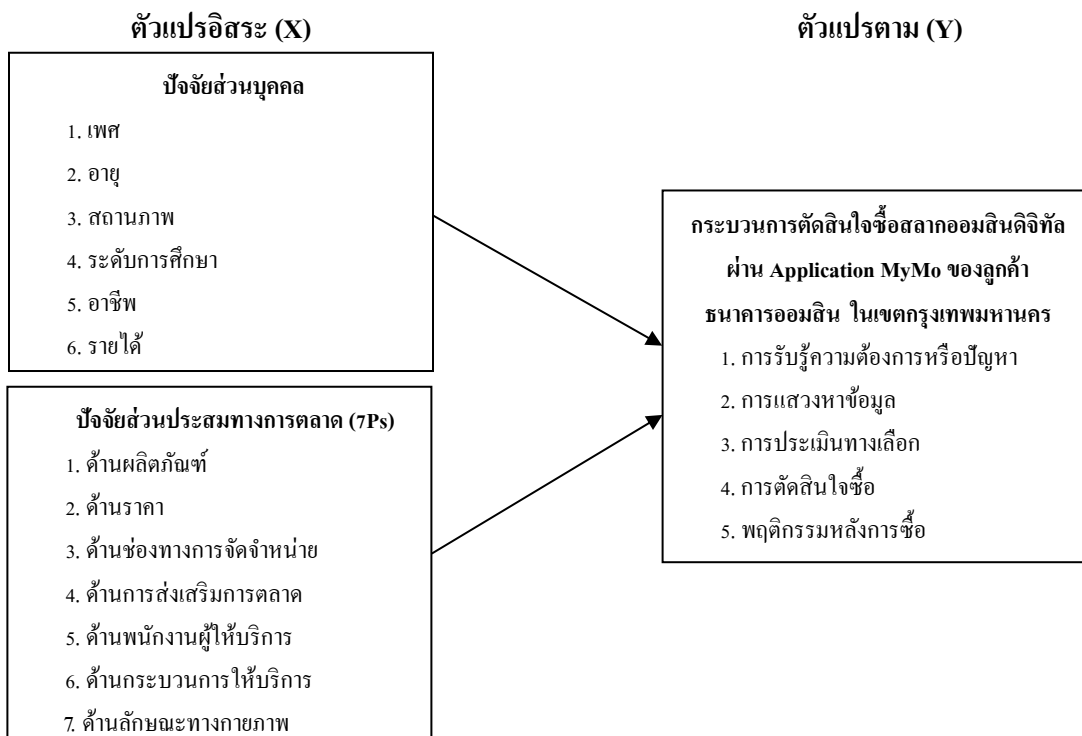 ตัวแปรอิสระ (X)
ปัจจัยส่วนบุคคล
1. เพศ
2. อายุ
3. สถานภาพ
4. ระดับการศึกษา
5. อาชีพ
6. รายได้
ปัจจัยส่วนประสมทางการตลาด (7Ps)
1. ด้านผลิตภัณฑ์
2. ด้านราคา
3. ด้านช่องทางการจัดจำหน่าย
4. ด้านการส่งเสริมการตลาด
5. ด้านพนักงานผู้ให้บริการ
6. ด้านกระบวนการให้บริการ
7. ด้านลักษณะทางกายภาพ
ตัวแปรตาม (Y)
กระบวนการตัดสินใจซื้อสลากออมสินดิจิทัล
ผ่าน Application MyMo ของลูกค้า
ธนาคารออมสิน ในเขตกรุงเทพมหานคร
1. การรับรู้ความต้องการหรือปัญหา
2. การแสวงหาข้อมูล
3. การประเมินทางเลือก
4. การตัดสินใจซื้อ
5. พฤติกรรมหลังการซื้อ